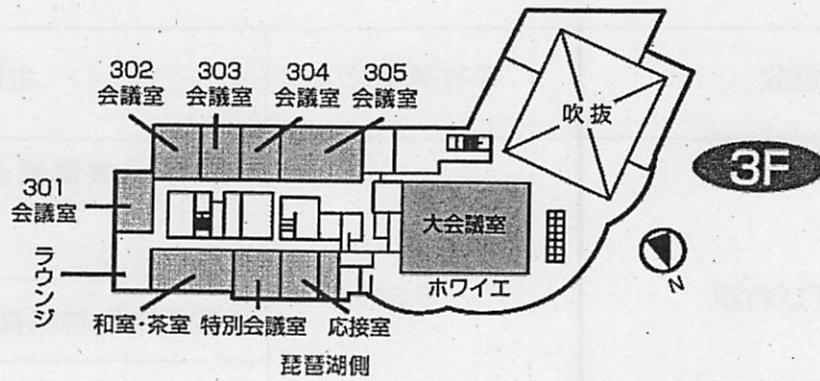 302
会議室
303
会議室
304
会議室
305
会議室
吹抜
3F
301
会議室
大会議室
ラウンジ
ホワイエ
N
和室・茶室
特別会議室
応接室
琵琶湖側